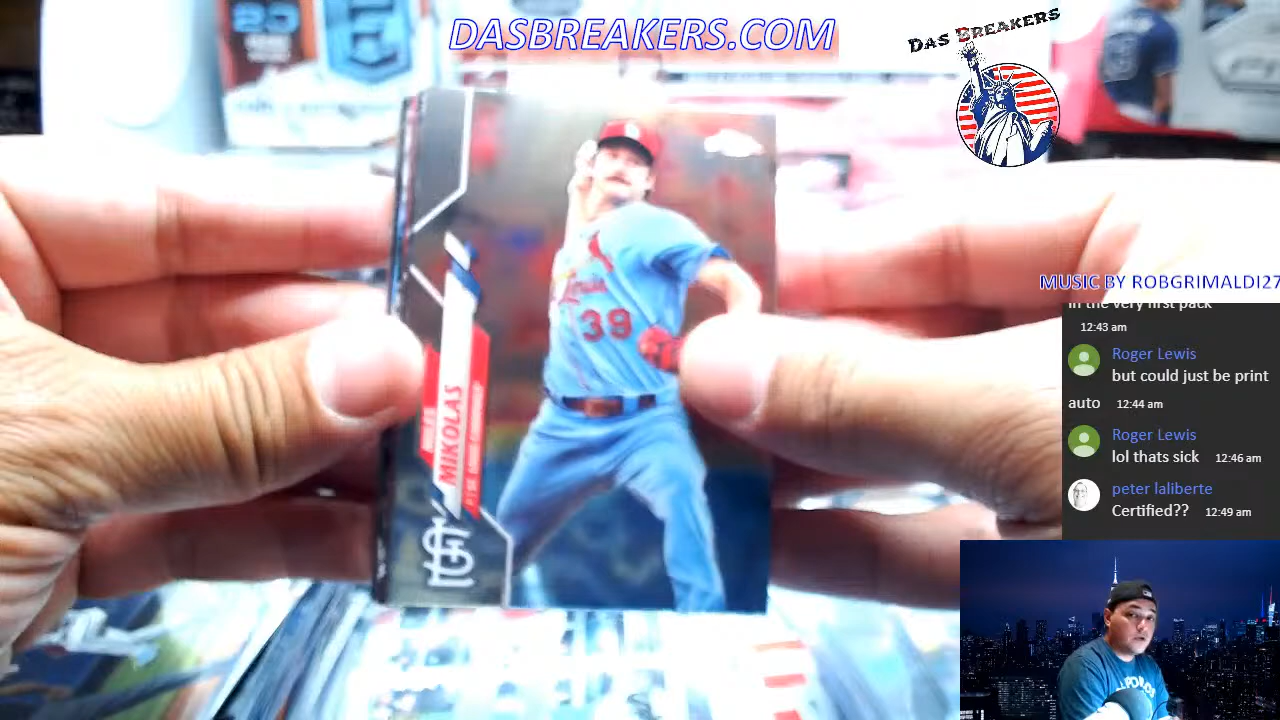 DASBREAKERS.COM
DAS BREAKERS
20
MUSIC BY ROBGRIMALDI27
in the very first pack
12:43 am
Roger Lewis
but could just be print
auto 12:44 am
Roger Lewis
lol thats sick 12:46 am
peter laliberte
Certified?? 12:49 am
39
MILES
MIKOLAS